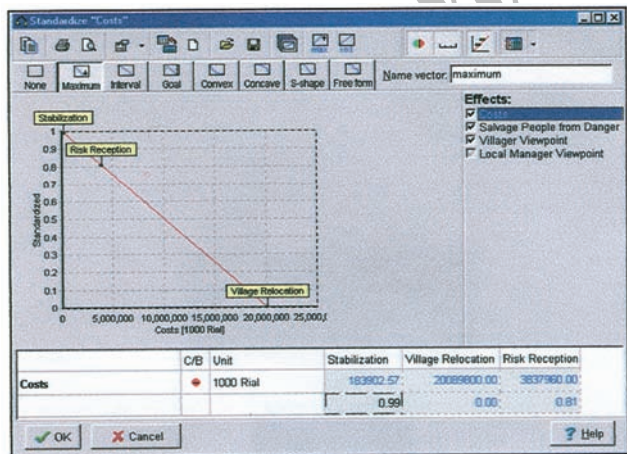 Standardize "Costs"
None Maximum Interval Goal Convex Concave S-shape Free form Name vector: maximum
Effects:
Costs
Salvage People from Danger
Villager Viewpoint
Local Manager Viewpoint
Stabilization
Risk Reception
Village Relocation
Standardized
1
0.9
0.8
0.7
0.6
0.5
0.4
0.3
0.2
0.1
0
0 5,000,000 10,000,000 15,000,000 20,000,000 25,000,(
Costs [1000 Rial]
C/B Unit Stabilization Village Relocation Risk Reception
Costs 1000 Rial 183902.57 20089800.00 3837960.00
0.99 0.00 0.81
OK Cancel Help